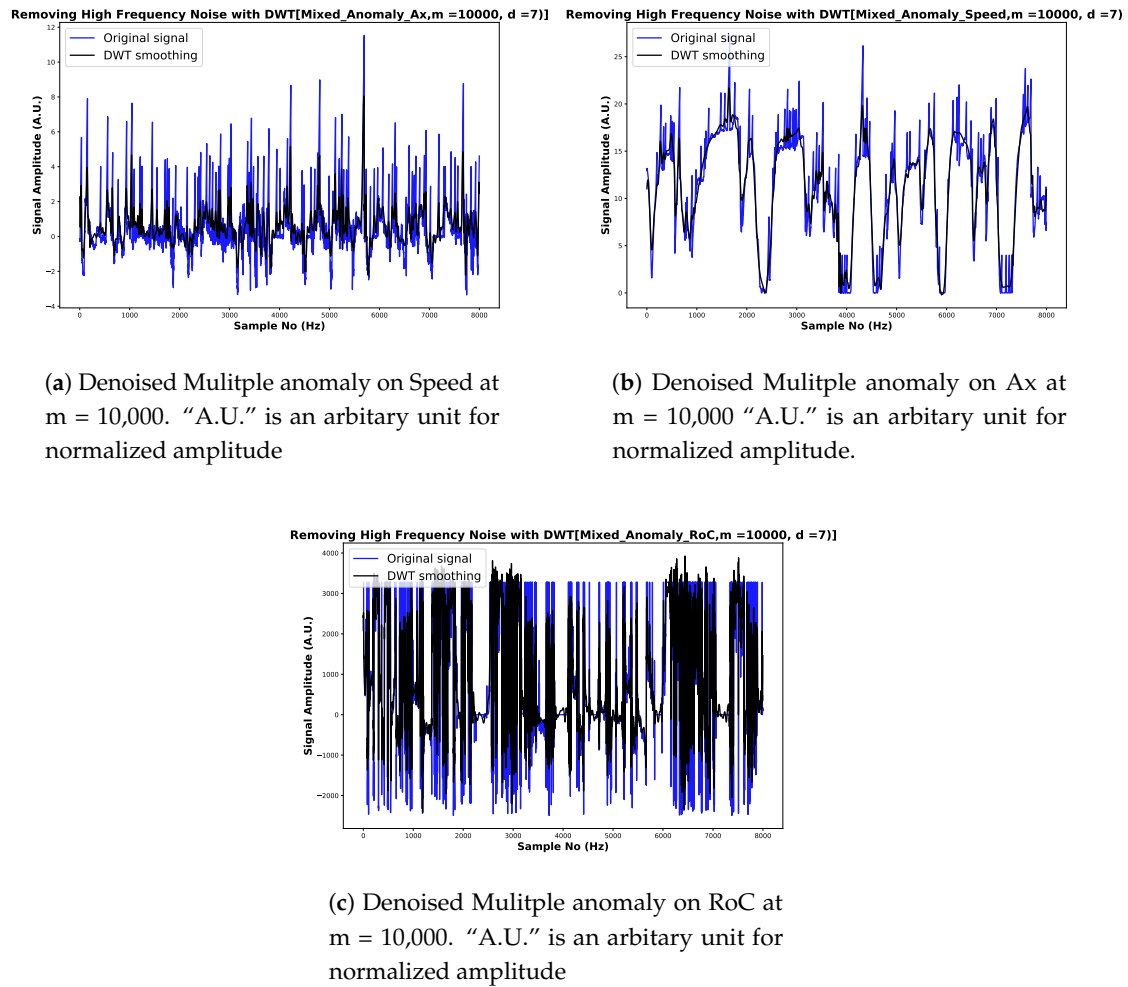 Removing High Frequency Noise with DWT[Mixed_Anomaly_Ax,m =10000, d =7)]
Original signal
DWT smoothing
12
10
8
6
4
2
0
−2
−4
Signal Amplitude (A.U.)
0 1000 2000 3000 4000 5000 6000 7000 8000
Sample No (Hz)
Removing High Frequency Noise with DWT[Mixed_Anomaly_Speed,m =10000, d =7)
Original signal
DWT smoothing
25
20
15
10
5
0
Signal Amplitude (A.U.)
0 1000 2000 3000 4000 5000 6000 7000 8000
Sample No (Hz)
(a) Denoised Mulitple anomaly on Speed at
m = 10,000. “A.U.” is an arbitary unit for
normalized amplitude
(b) Denoised Mulitple anomaly on Ax at
m = 10,000 “A.U.” is an arbitary unit for
normalized amplitude.
Removing High Frequency Noise with DWT[Mixed_Anomaly_RoC,m =10000, d =7)]
Original signal
DWT smoothing
4000
3000
2000
1000
0
−1000
−2000
Signal Amplitude (A.U.)
0 1000 2000 3000 4000 5000 6000 7000 8000
Sample No (Hz)
(c) Denoised Mulitple anomaly on RoC at
m = 10,000. “A.U.” is an arbitary unit for
normalized amplitude